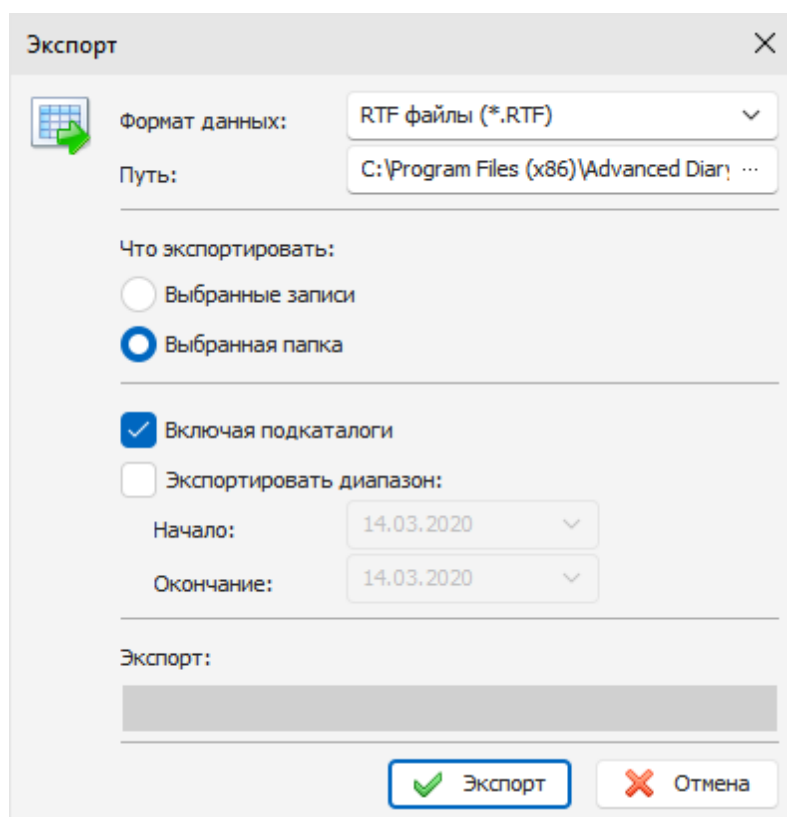 Экспорт
Формат данных: RTF файлы (*.RTF)
Путь: C:\Program Files (x86)\Advanced Diary ...
Что экспортировать:
Выбранные записи
Выбранная папка
Включая подкаталоги
Экспортировать диапазон:
Начало: 14.03.2020
Окончание: 14.03.2020
Экспорт:
Экспорт Отмена